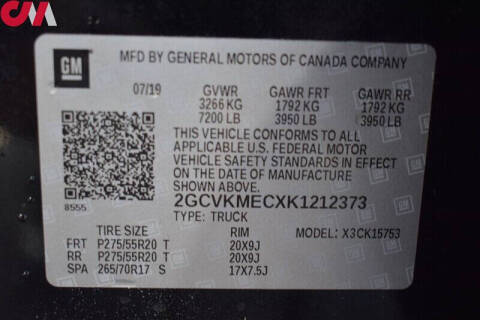 CM
GM
MFD BY GENERAL MOTORS OF CANADA COMPANY
07/19 GVWR GAWR FRT GAWR RR
3266 KG 1792 KG 1792 KG
7200 LB 3950 LB 3950 LB
THIS VEHICLE CONFORMS TO ALL
APPLICABLE U.S. FEDERAL MOTOR
VEHICLE SAFETY STANDARDS IN EFFECT
ON THE DATE OF MANUFACTURE
SHOWN ABOVE.
8555
2GCVKMECXK1212373
TYPE: TRUCK
TIRE SIZE RIM MODEL: X3CK15753
FRT P275/55R20 T 20X9J
RR P275/55R20 T 20X9J
SPA 265/70R17 S 17X7.5J